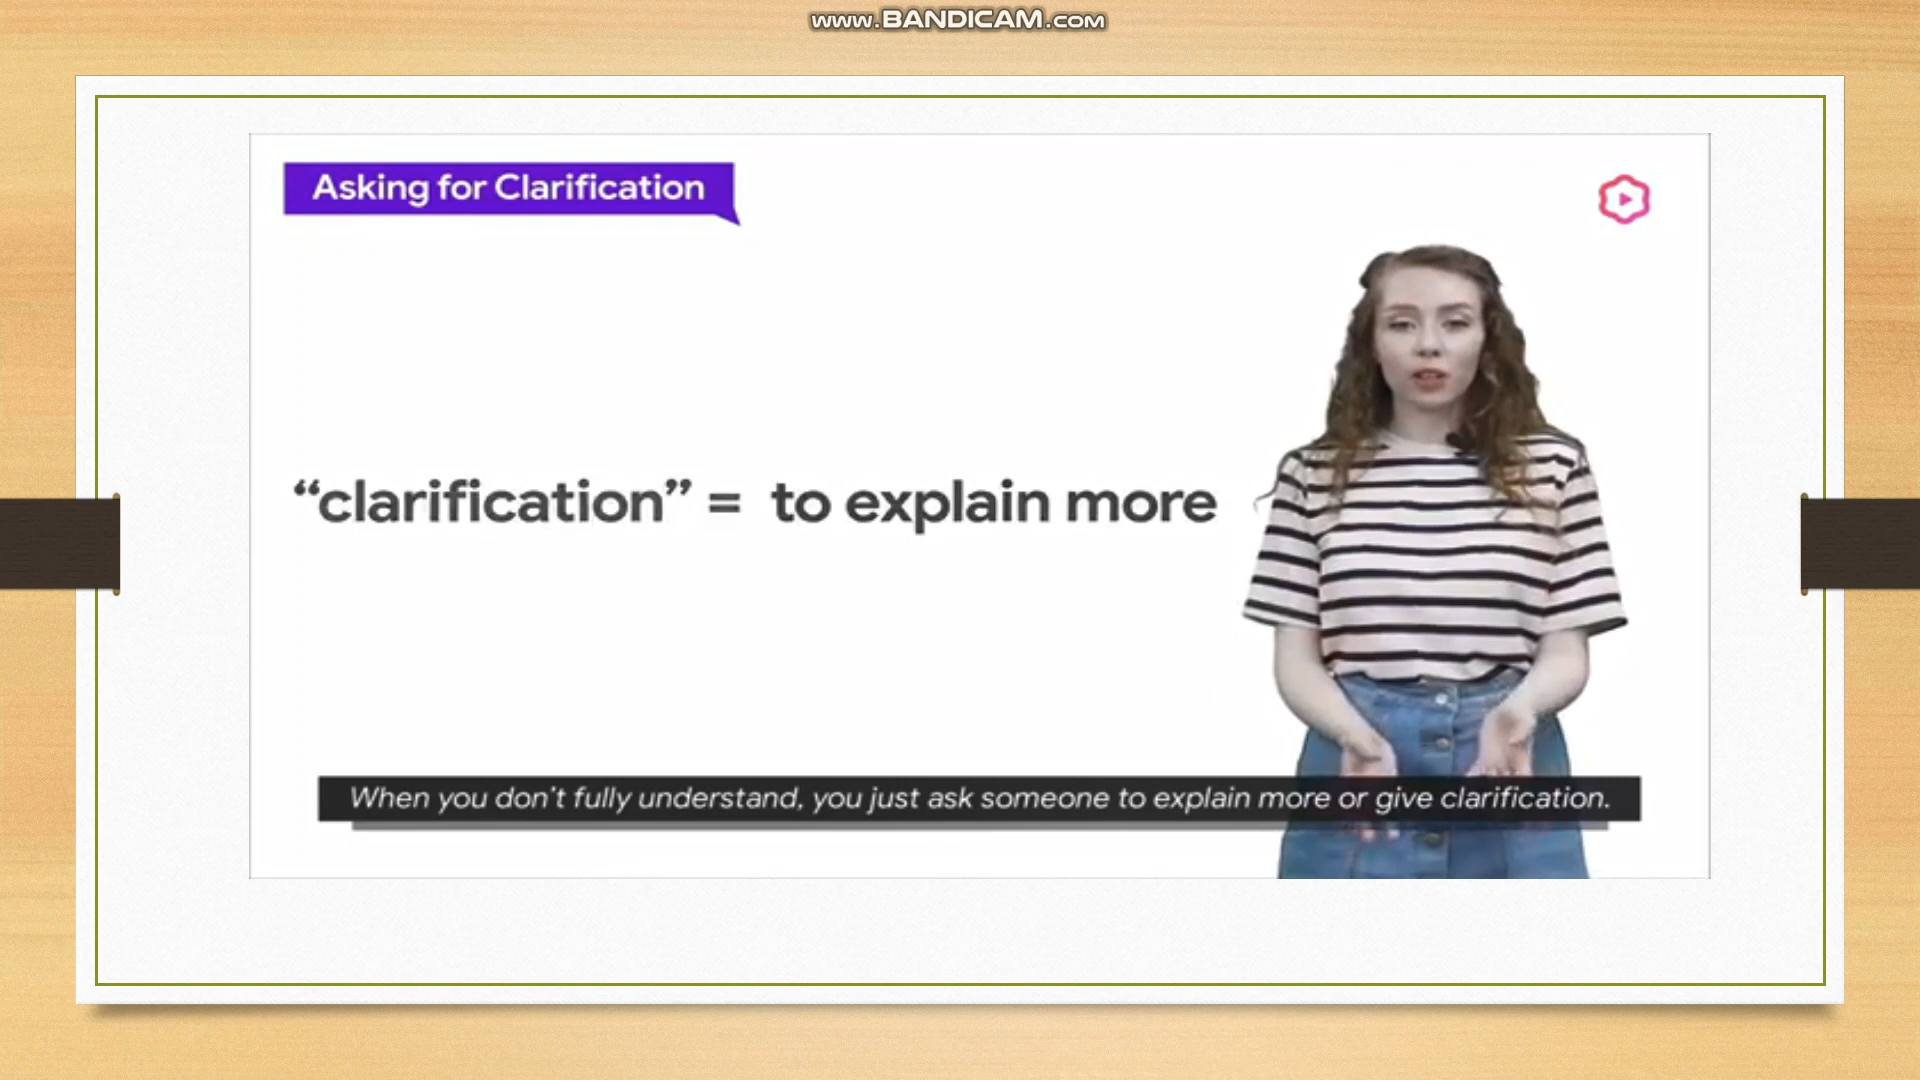 www.BANDICAM.com
Asking for Clarification
“clarification” = to explain more
When you don't fully understand, you just ask someone to explain more or give clarification.